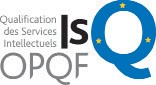 Qualification
des Services
Intellectuels
IsQ
OPQF